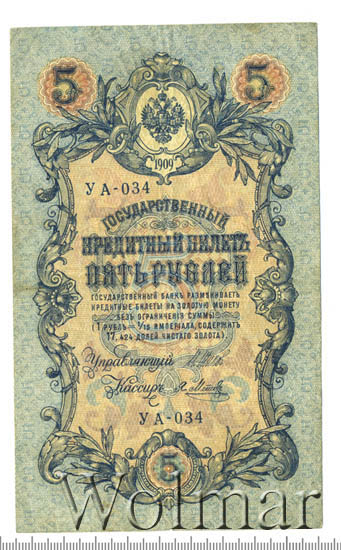 5 5
1909
УА-034
ГОСУДАРСТВЕННЫЙ
КРЕДИТНЫЙ БИЛЕТЪ
ПЯТЬ РУБЛЕЙ
ГОСУДАРСТВЕННЫЙ БАНКЪ РАЗМѢНИВАЕТЪ
КРЕДИТНЫЕ БИЛЕТЫ НА ЗОЛОТУЮ МОНЕТУ
БЕЗЪ ОГРАНИЧЕНІЯ СУММЫ
(1 РУБЛЬ = 1/15 ИМПЕРІАЛА, СОДЕРЖИТЪ
17,424 ДОЛЕЙ ЧИСТАГО ЗОЛОТА).
Управляющій
Кассиръ
УА-034
5
Wolmar